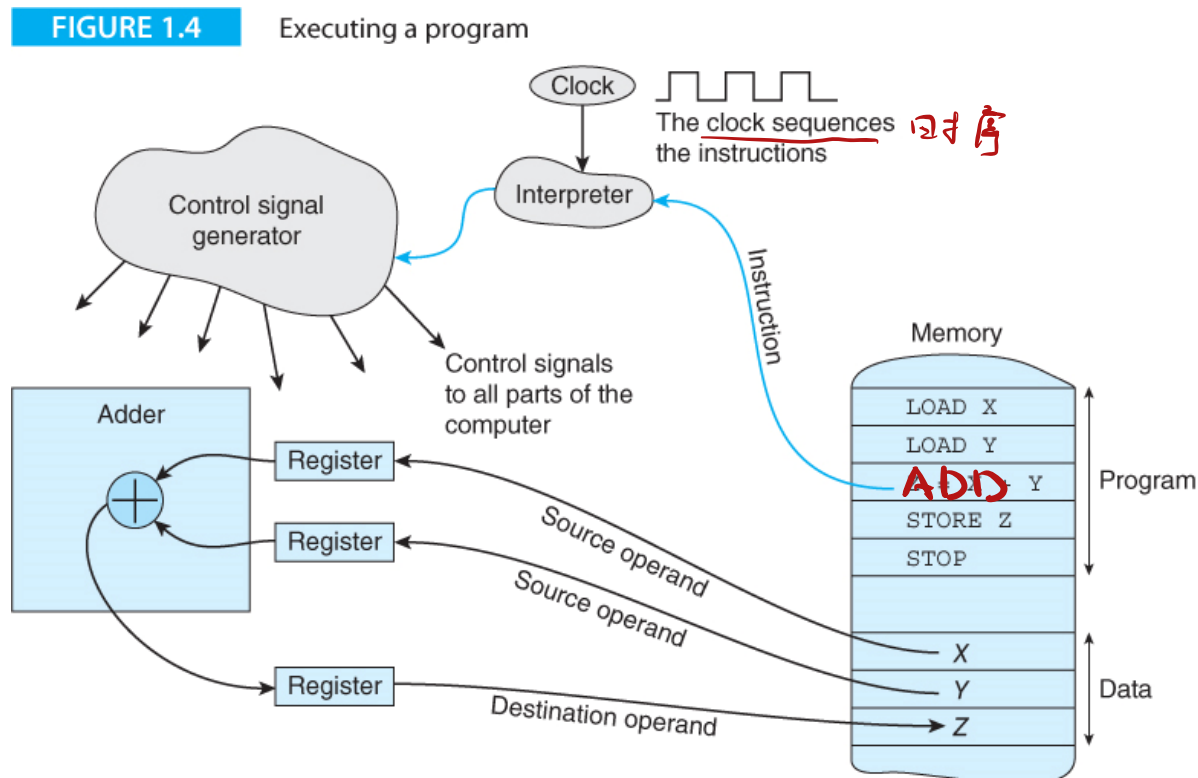 FIGURE 1.4 Executing a program
Clock
The clock sequences 时序
the instructions
Interpreter
Control signal
generator
Instruction
Memory
Control signals
to all parts of the
computer
Adder
LOAD X
LOAD Y
ADD Y
STORE Z
STOP
Program
Register
Source operand
Register
Source operand
X
Y
Z
Data
Register
Destination operand